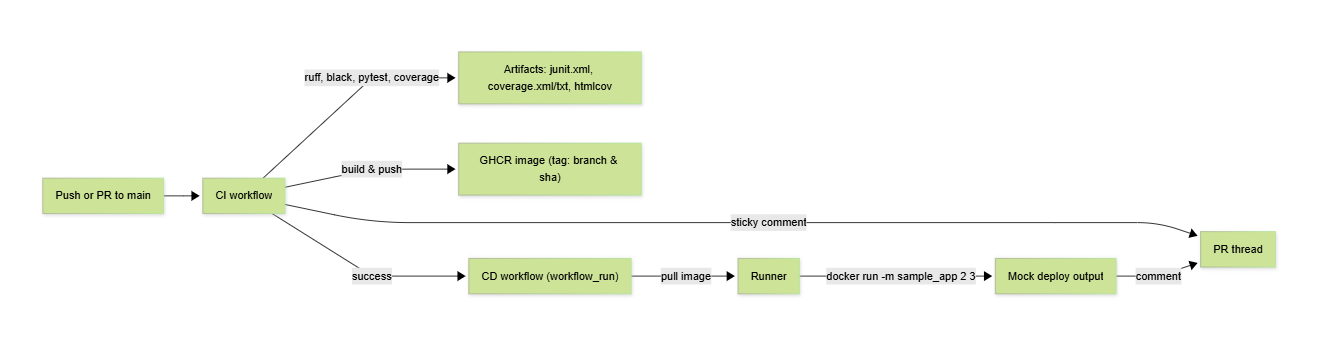 ruff, black, pytest, coverage
Artifacts: junit.xml,
coverage.xml/txt, htmlcov
build & push
GHCR image (tag: branch &
sha)
Push or PR to main
CI workflow
sticky comment
PR thread
success
CD workflow (workflow_run)
pull image
Runner
docker run -m sample_app 2 3
Mock deploy output
comment